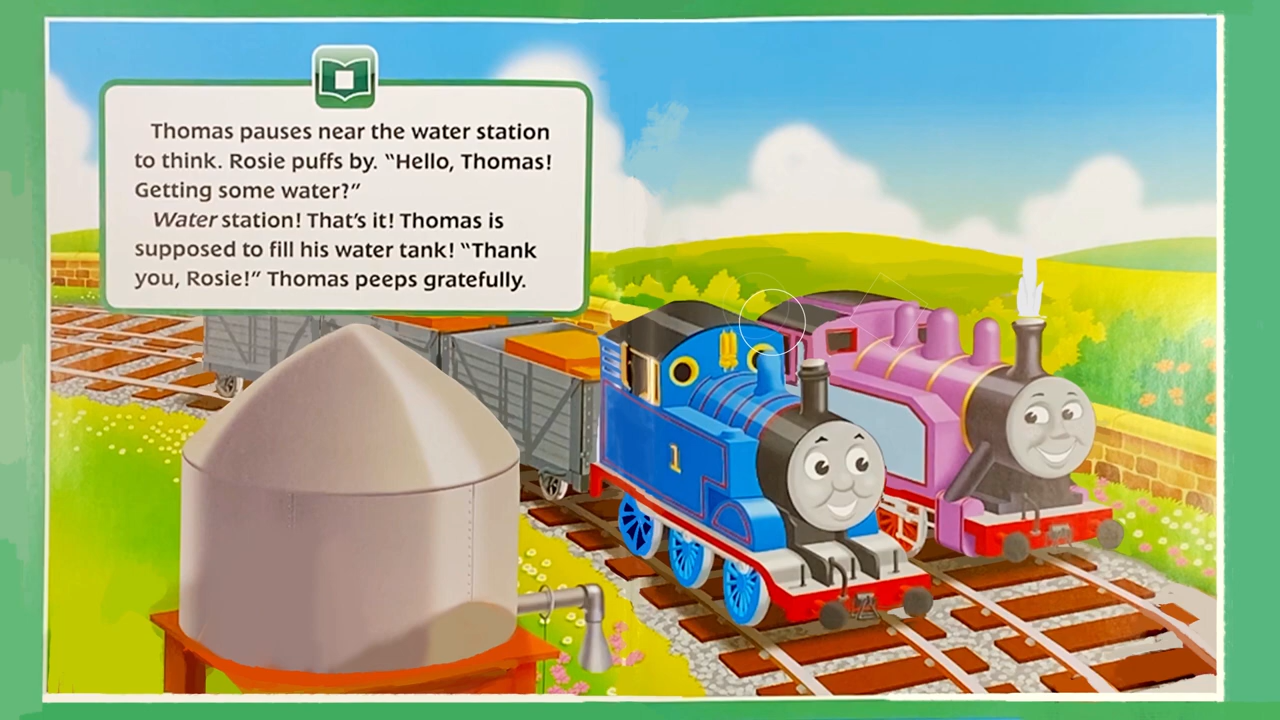 Thomas pauses near the water station
to think. Rosie puffs by. “Hello, Thomas!
Getting some water?”
Water station! That’s it! Thomas is
supposed to fill his water tank! “Thank
you, Rosie!” Thomas peeps gratefully.
1